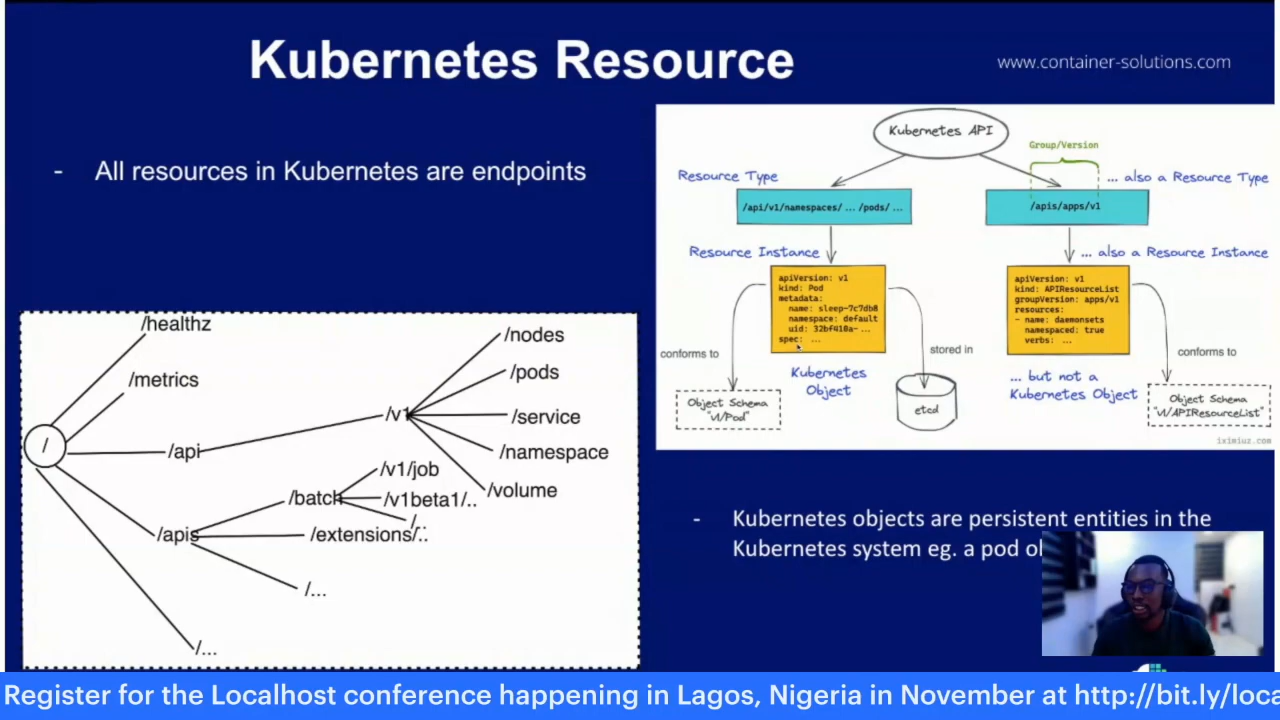 Kubernetes Resource
www.container-solutions.com
- All resources in Kubernetes are endpoints
Kubernetes API
Group/Version
Resource Type
... also a Resource Type
/api/v1/namespaces/ ... /pods/ ...
/apis/apps/v1
Resource Instance
... also a Resource Instance
apiVersion: v1
kind: Pod
metadata:
name: sleep-7c7db8
namespace: default
uid: 32bf410a- ...
spec: ...
apiVersion: v1
kind: APIResourceList
groupVersion: apps/v1
resources:
- name: daemonsets
namespaced: true
verbs: ...
conforms to
stored in
conforms to
Kubernetes
Object
... but not a
Kubernetes Object
Object Schema
"v1/Pod"
etcd
Object Schema
"v1/APIResourceList"
iximiuz.com
/healthz
/nodes
/metrics
/pods
/v1
/service
/
/api
/namespace
/v1/job
/volume
/batch
/v1beta1/..
/..
/apis
/extensions/..
/...
/...
- Kubernetes objects are persistent entities in the
Kubernetes system eg. a pod
Register for the Localhost conference happening in Lagos, Nigeria in November at http://bit.ly/loca